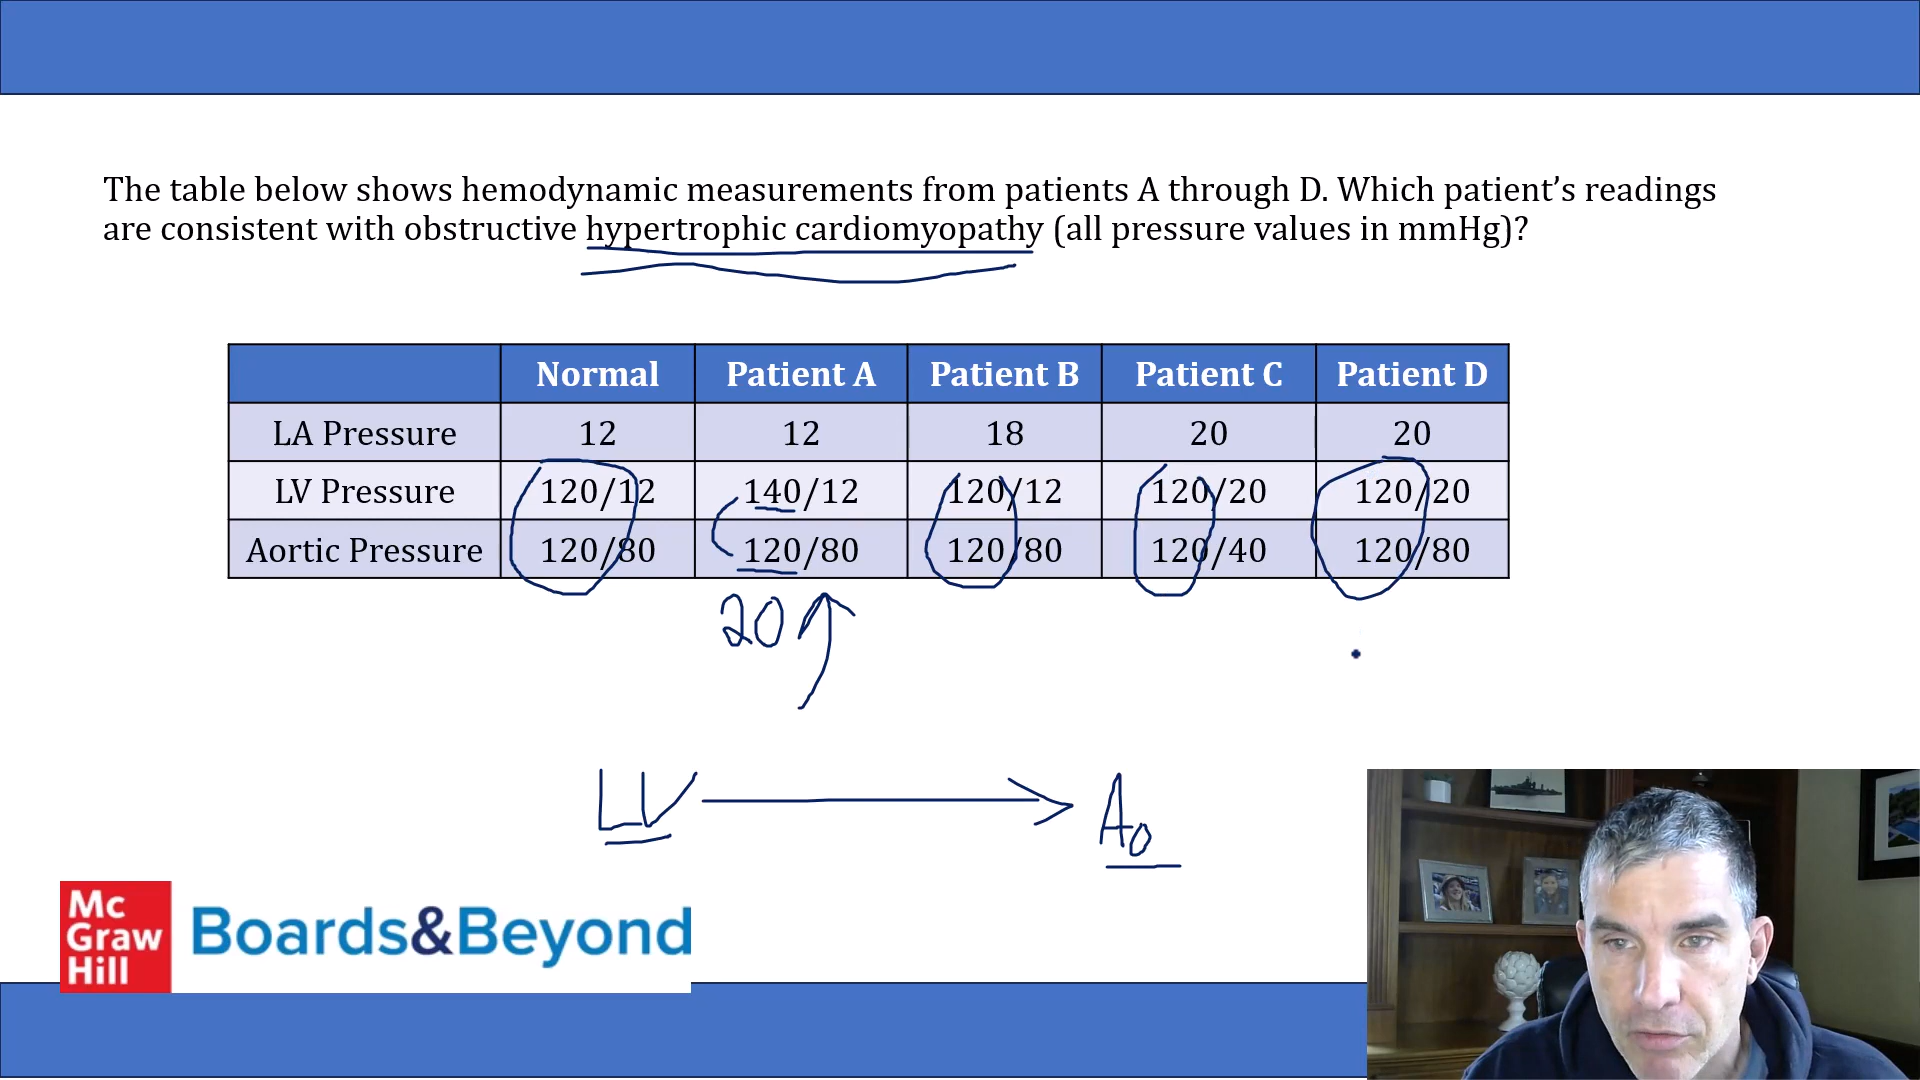 The table below shows hemodynamic measurements from patients A through D. Which patient’s readings
are consistent with obstructive hypertrophic cardiomyopathy (all pressure values in mmHg)?
Normal Patient A Patient B Patient C Patient D
LA Pressure 12 12 18 20 20
LV Pressure 120/12 140/12 120/12 120/20 120/20
Aortic Pressure 120/80 120/80 120/80 120/40 120/80
20
LV Ao
Mc
Graw
Hill
Boards&Beyond